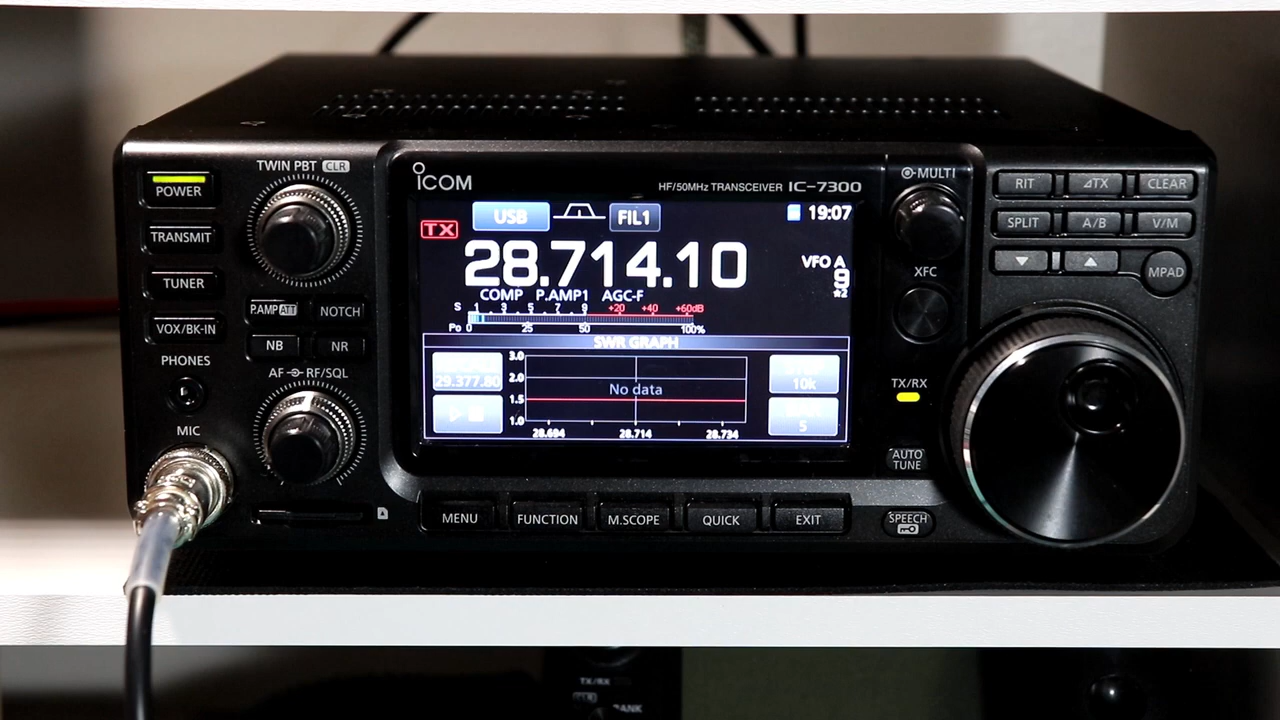 TWIN PBT CLR
POWER
TRANSMIT
TUNER
VOX/BK-IN
PHONES
MIC
P.AMP ATT
NOTCH
NB
NR
AF RF/SQL
ICOM
HF/50MHz TRANSCEIVER IC-7300
USB
FIL1
19:07
TX
28.714.10
VFO A
9
COMP P.AMP1 AGC-F
S 1 3 5 7 9 +20 +40 +60dB
Po 0 25 50 100%
SWR GRAPH
29.377.80
3.0
2.0
1.5
1.0
No data
28.694 28.714 28.734
10k
5
MENU
FUNCTION
M.SCOPE
QUICK
EXIT
MULTI
XFC
TX/RX
AUTO
TUNE
SPEECH
RIT
⊿TX
CLEAR
SPLIT
A/B
V/M
▼
▲
MPAD
TX/RX